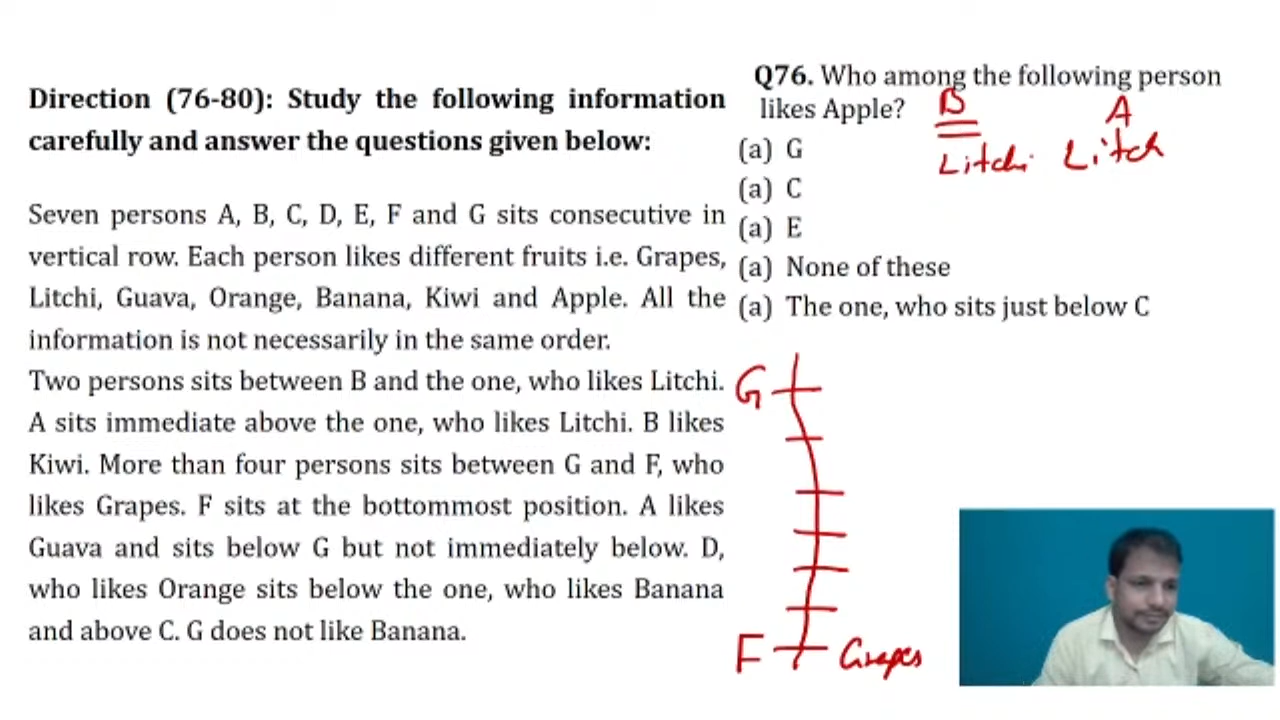 Direction (76-80): Study the following information
carefully and answer the questions given below:
Seven persons A, B, C, D, E, F and G sits consecutive in
vertical row. Each person likes different fruits i.e. Grapes,
Litchi, Guava, Orange, Banana, Kiwi and Apple. All the
information is not necessarily in the same order.
Two persons sits between B and the one, who likes Litchi.
A sits immediate above the one, who likes Litchi. B likes
Kiwi. More than four persons sits between G and F, who
likes Grapes. F sits at the bottommost position. A likes
Guava and sits below G but not immediately below. D,
who likes Orange sits below the one, who likes Banana
and above C. G does not like Banana.
Q76. Who among the following person
likes Apple?
(a) G
(a) C
(a) E
(a) None of these
(a) The one, who sits just below C
B A
Litchi Litch
G
F Grapes